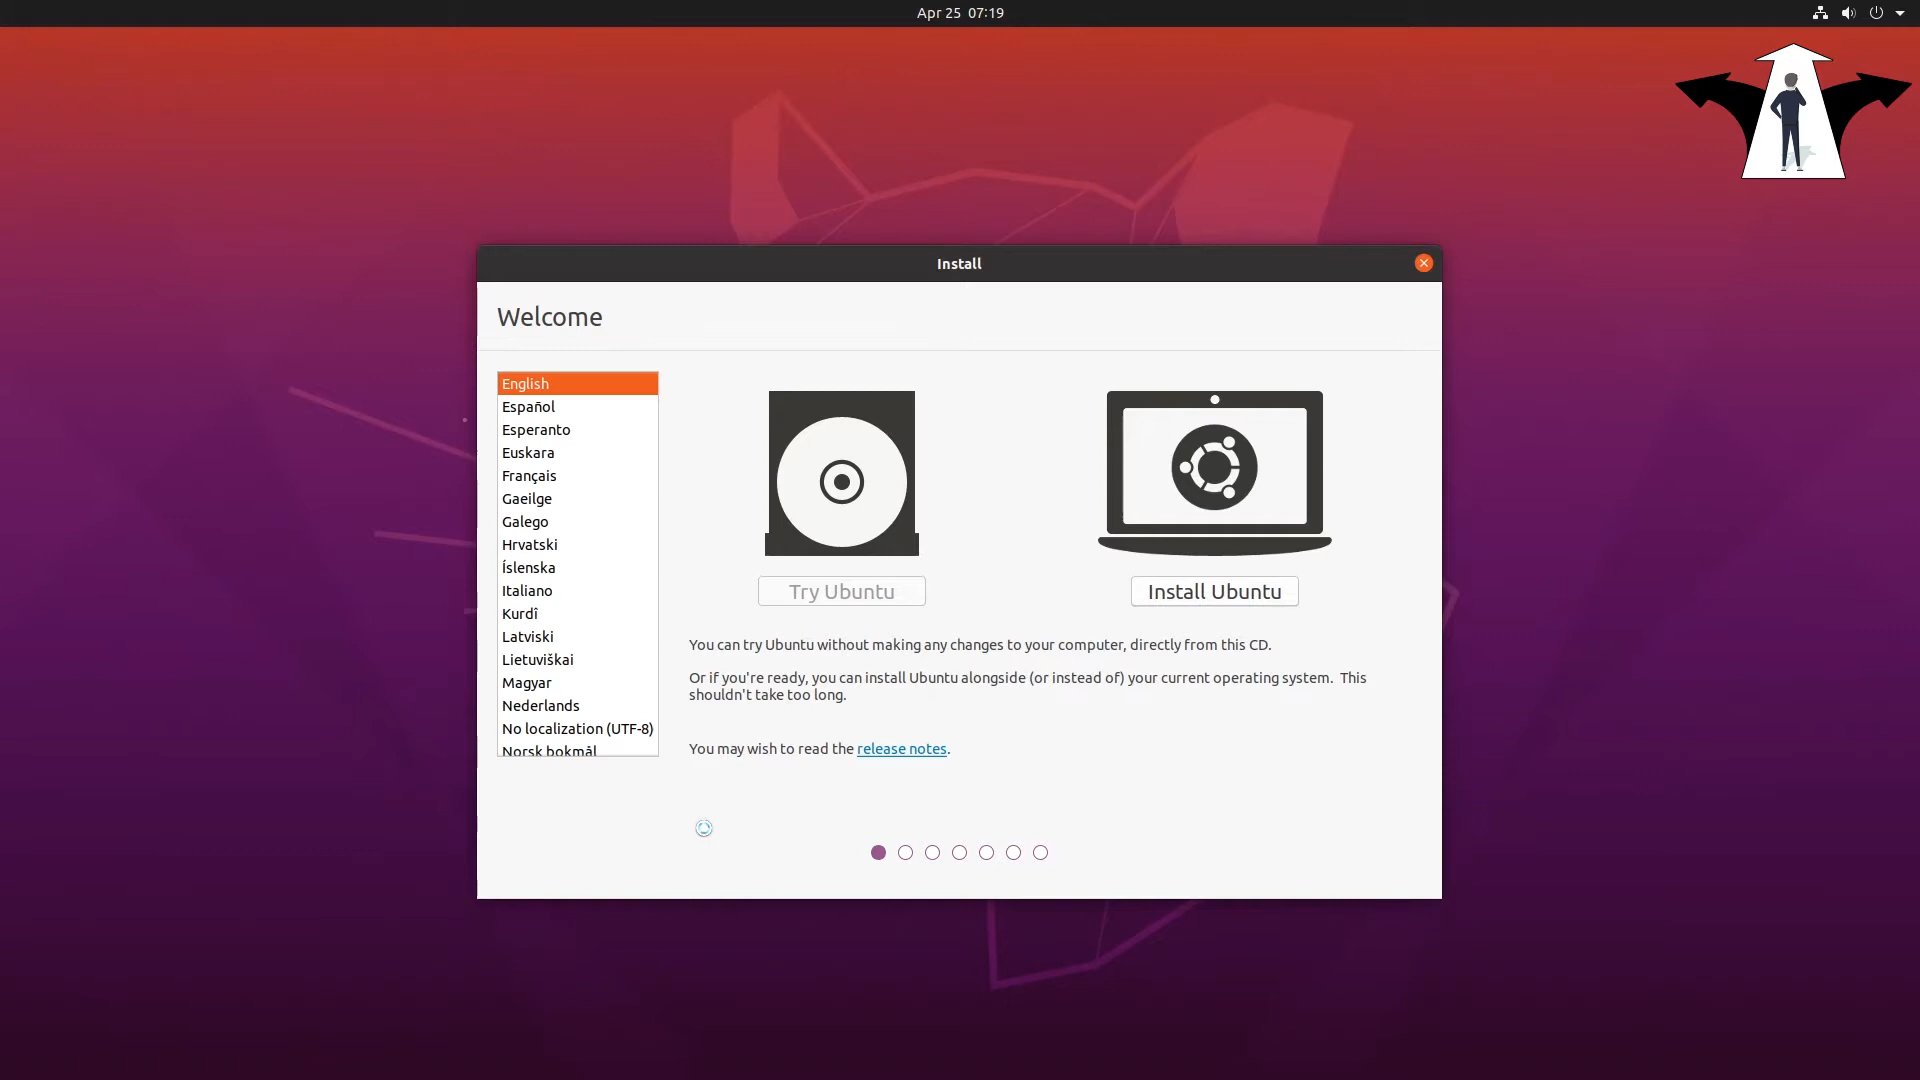 Apr 25 07:19
Install
Welcome
English
Español
Esperanto
Euskara
Français
Gaeilge
Galego
Hrvatski
Íslenska
Italiano
Kurdî
Latviski
Lietuviškai
Magyar
Nederlands
No localization (UTF-8)
Norsk bokmål
Try Ubuntu
Install Ubuntu
You can try Ubuntu without making any changes to your computer, directly from this CD.
Or if you're ready, you can install Ubuntu alongside (or instead of) your current operating system. This
shouldn't take too long.
You may wish to read the release notes.